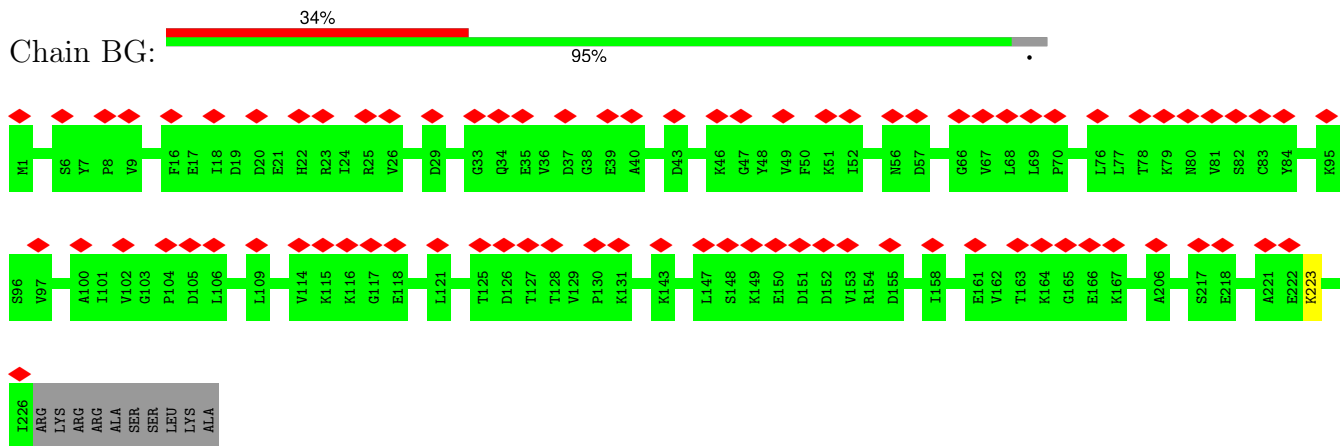 34%
Chain BG:
95%
.
M1 S6 Y7 P8 V9 F16 E17 I18 D19 D20 E21 H22 R23 I24 R25 V26 D29 G33 Q34 E35 V36 D37 G38 E39 A40 D43 K46 G47 Y48 V49 F50 K51 I52 N56 D57 G66 V67 L68 L69 P70 L76 L77 T78 K79 N80 V81 S82 C83 Y84 K95
S96 V97 A100 I101 V102 G103 P104 D105 L106 L109 V114 K115 K116 G117 E118 L121 T125 D126 T127 T128 V129 P130 K131 K143 L147 S148 K149 E150 D151 D152 V153 R154 D155 I158 E161 V162 T163 K164 G165 E166 K167 A206 S217 E218 A221 E222 K223
I226 ARG LYS ARG ARG ALA SER SER LEU LYS ALA